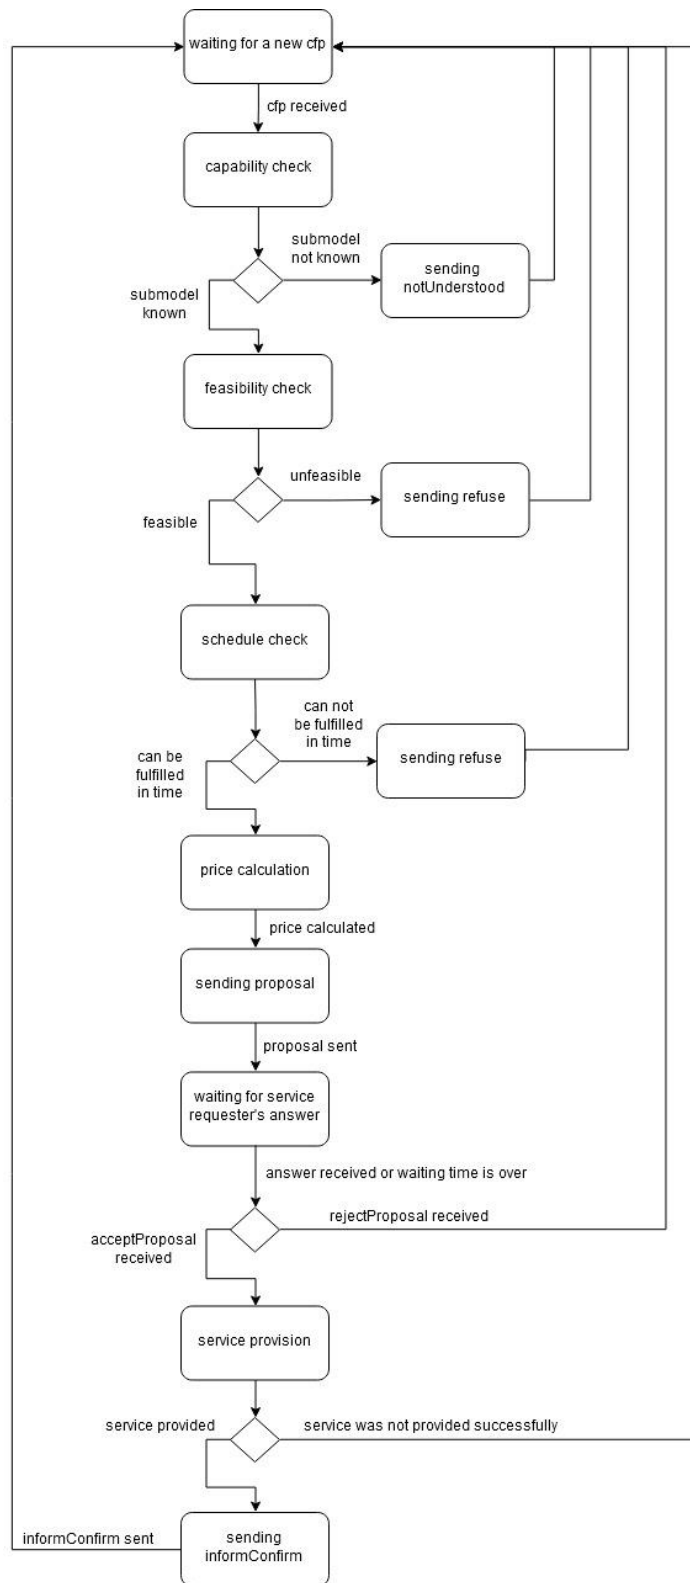 waiting for a new cfp
cfp received
capability check
submodel
not known
sending
notUnderstood
submodel
known
feasibility check
unfeasible
sending refuse
feasible
schedule check
can not
be fulfilled
in time
sending refuse
can be
fulfilled
in time
price calculation
price calculated
sending proposal
proposal sent
waiting for service
requester's answer
answer received or waiting time is over
rejectProposal received
acceptProposal
received
service provision
service provided
service was not provided successfully
informConfirm sent
sending
informConfirm